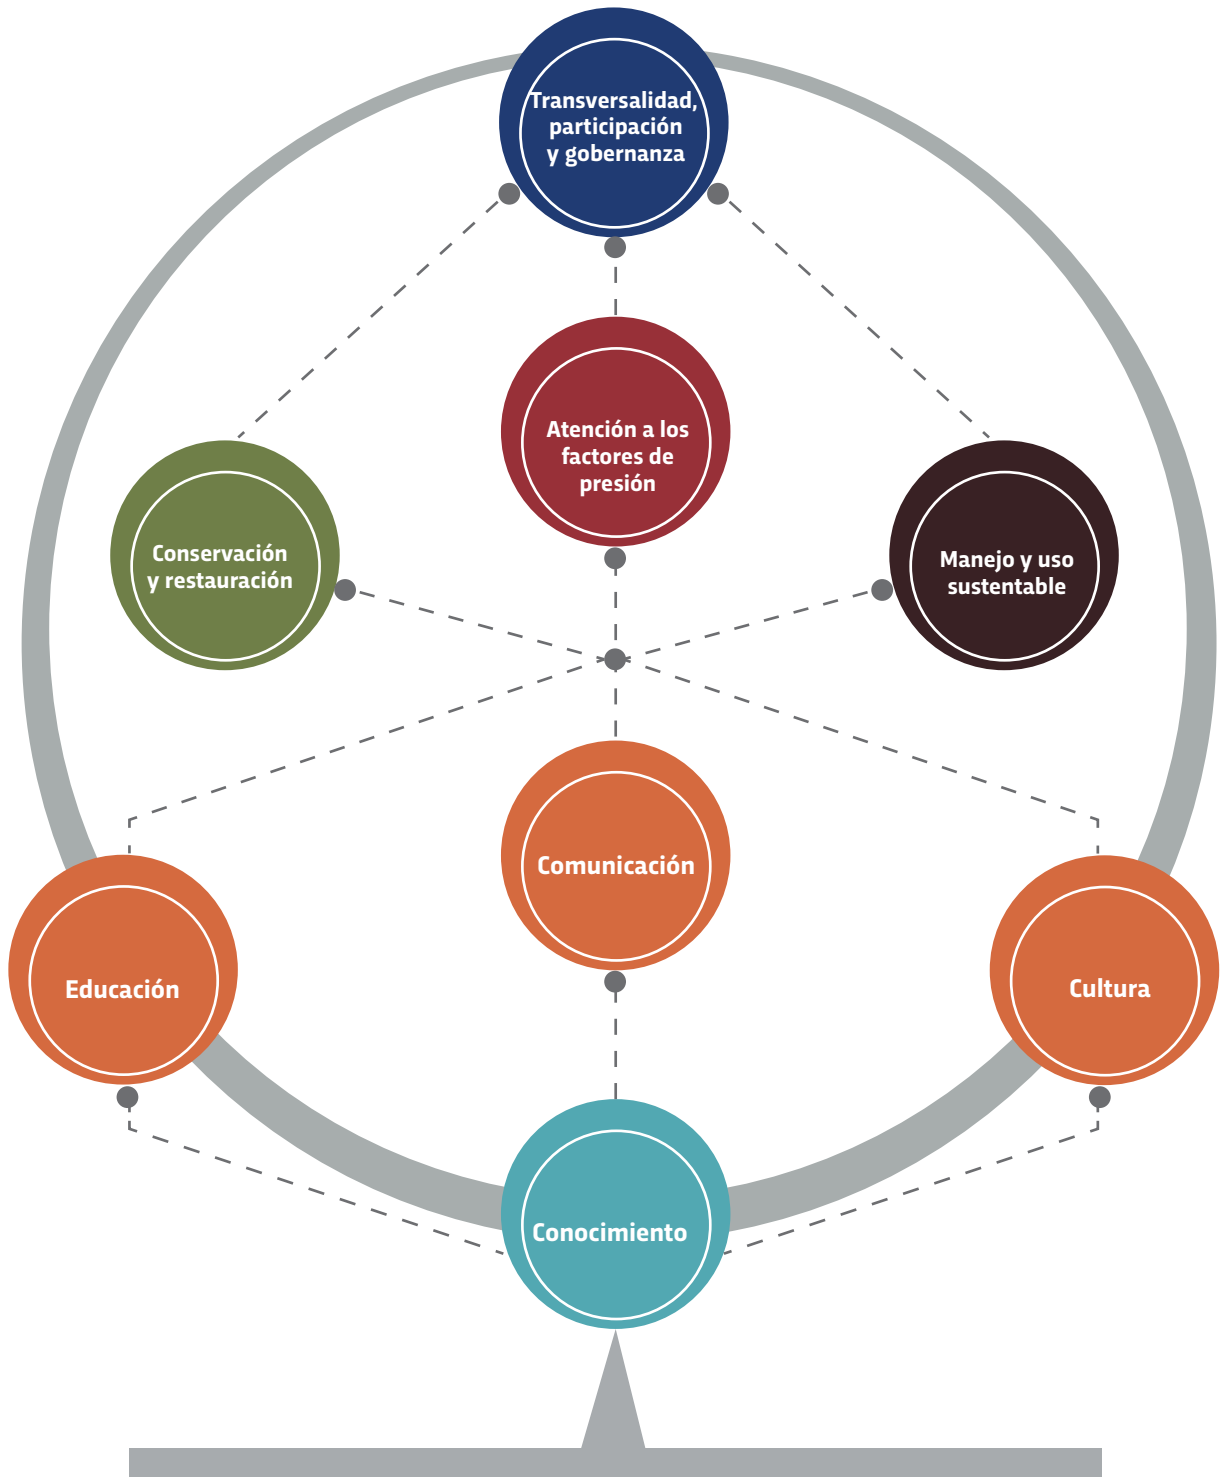 Transversalidad,
participación
y gobernanza
Atención a los
factores de
presión
Conservación
y restauración
Manejo y uso
sustentable
Comunicación
Educación
Cultura
Conocimiento